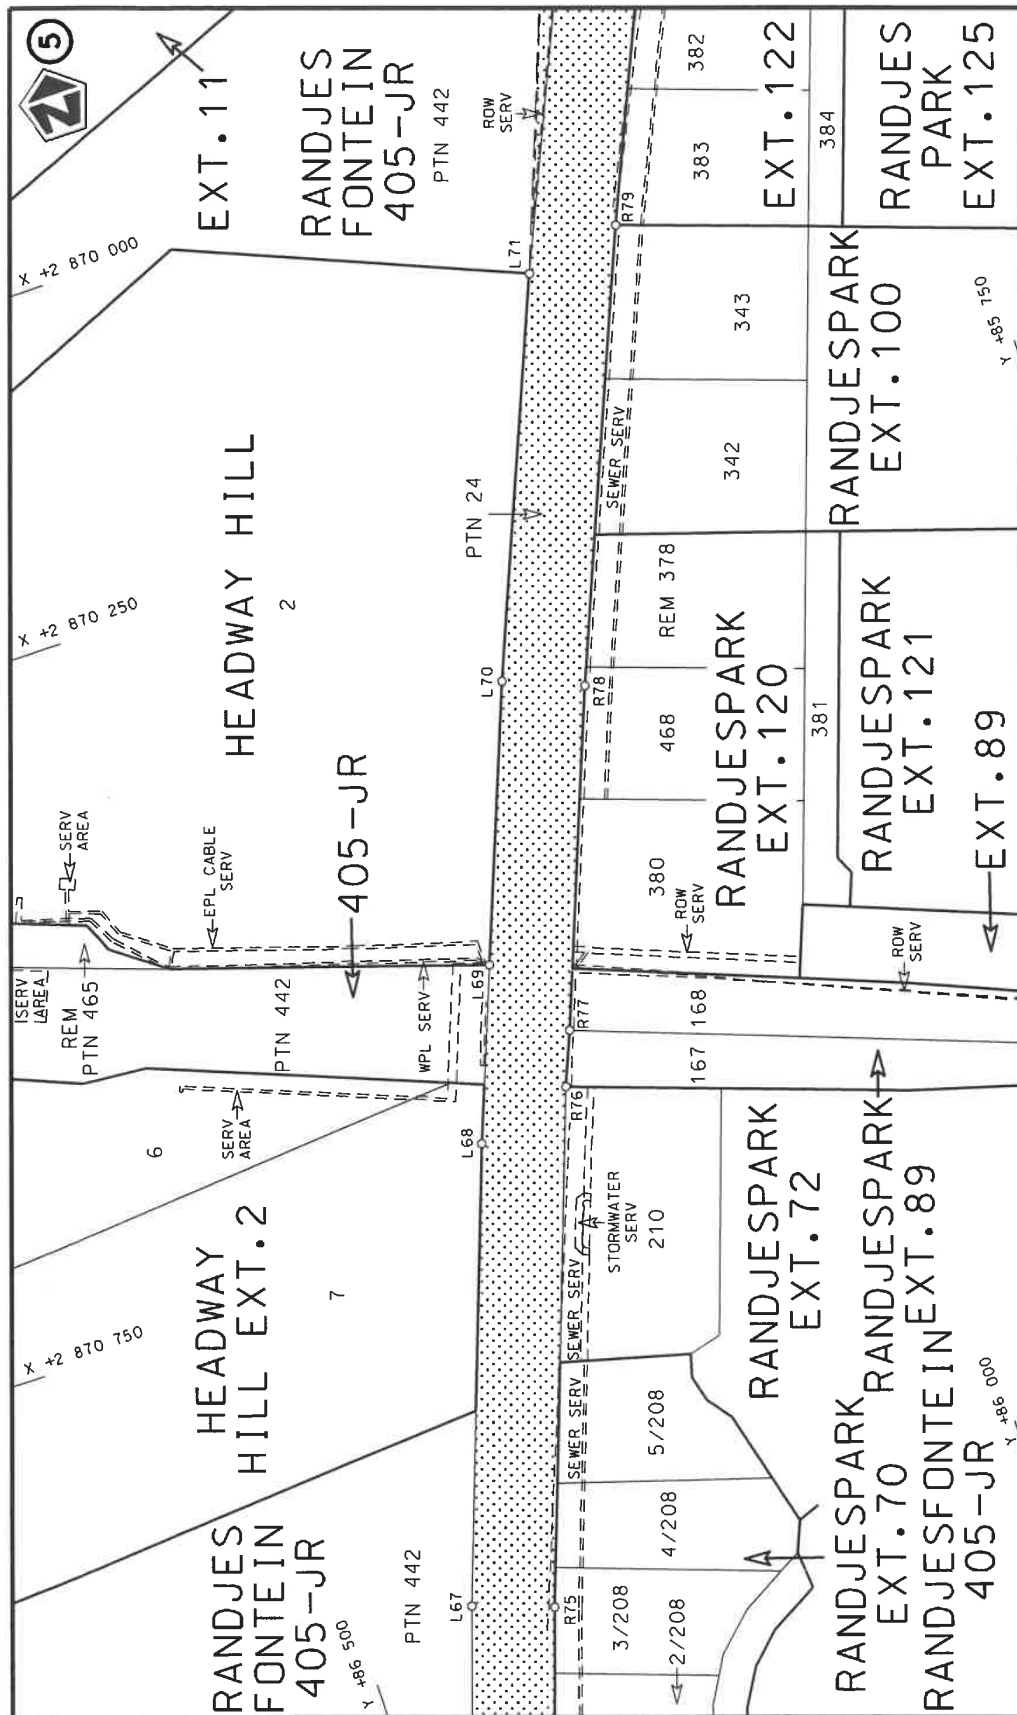 5
N
EXT.11
RANDJES
FONTEIN
405-JR
PTN 442
X +2 870 000
ROW
SERV
382
383
EXT.122
384
RANDJES
PARK
EXT.125
L71
R79
X +2 870 250
HEADWAY HILL
2
PTN 24
SEWER SERV
343
342
RANDJESPARK
EXT.100
Y +85 750
L70
R78
REM 378
468
380
RANDJESPARK
EXT.120
381
RANDJESPARK
EXT.121
EXT.89
SERV
AREA
EPL CABLE
SERV
405-JR
ROW
SERV
ROW
SERV
SERV
AREA
REM
PTN 465
PTN 442
WPL SERV
L69
R77
168
167
R76
L68
SERV
AREA
6
7
HEADWAY
HILL EXT.2
X +2 870 750
STORMWATER
SERV
210
SEWER SERV
SEWER SERV
RANDJESPARK
EXT.72
RANDJESPARK
EXT.89
5/208
4/208
3/208
2/208
RANDJESPARK
EXT.70
RANDJESFONTEIN
405-JR
Y +86 000
RANDJES
FONTEIN
405-JR
Y +86 500
PTN 442
L67
R75